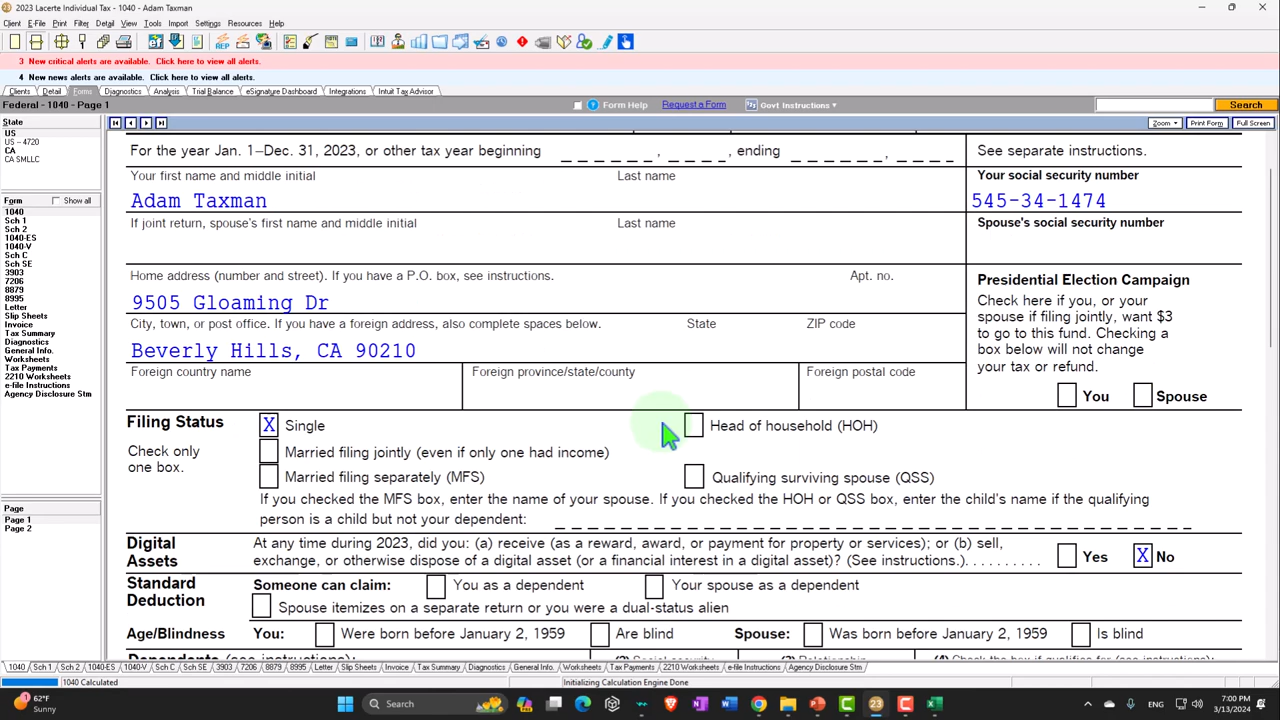 2023 Lacerte Individual Tax - 1040 - Adam Taxman
Client E-File Print Filter Detail View Tools Import Settings Resources Help
3 New critical alerts are available. Click here to view all alerts.
4 New news alerts are available. Click here to view all alerts.
Clients Detail Forms Diagnostics Analysis Trial Balance eSignature Dashboard Integrations Intuit Tax Advisor
Federal - 1040 - Page 1
Form Help Request a Form Govt Instructions Search
State
US
US – 4720
CA
CA SMLLC
Form Show all
1040
Sch 1
Sch 2
1040-ES
1040-V
Sch C
Sch SE
3903
7206
8879
8995
Letter
Slip Sheets
Invoice
Tax Summary
Diagnostics
General Info.
Worksheets
Tax Payments
2210 Worksheets
e-file Instructions
Agency Disclosure Stm
Page
Page 1
Page 2
Zoom Print Form Full Screen
For the year Jan. 1–Dec. 31, 2023, or other tax year beginning , , ending , See separate instructions.
Your first name and middle initial Last name Your social security number
Adam Taxman 545-34-1474
If joint return, spouse's first name and middle initial Last name Spouse's social security number
Home address (number and street). If you have a P.O. box, see instructions. Apt. no.
9505 Gloaming Dr
City, town, or post office. If you have a foreign address, also complete spaces below. State ZIP code
Beverly Hills, CA 90210
Foreign country name Foreign province/state/county Foreign postal code
Presidential Election Campaign
Check here if you, or your
spouse if filing jointly, want $3
to go to this fund. Checking a
box below will not change
your tax or refund.
You Spouse
Filing Status
Check only
one box.
X Single Head of household (HOH)
Married filing jointly (even if only one had income)
Married filing separately (MFS) Qualifying surviving spouse (QSS)
If you checked the MFS box, enter the name of your spouse. If you checked the HOH or QSS box, enter the child's name if the qualifying
person is a child but not your dependent:
Digital
Assets
At any time during 2023, did you: (a) receive (as a reward, award, or payment for property or services); or (b) sell,
exchange, or otherwise dispose of a digital asset (or a financial interest in a digital asset)? (See instructions.) . . . . . . . . . Yes X No
Standard
Deduction
Someone can claim: You as a dependent Your spouse as a dependent
Spouse itemizes on a separate return or you were a dual-status alien
Age/Blindness You: Were born before January 2, 1959 Are blind Spouse: Was born before January 2, 1959 Is blind
1040 Sch 1 Sch 2 1040-ES 1040-V Sch C Sch SE 3903 7206 8879 8995 Letter Slip Sheets Invoice Tax Summary Diagnostics General Info. Worksheets Tax Payments 2210 Worksheets e-file Instructions Agency Disclosure Stm
1040 Calculated Initializing Calculation Engine Done
62°F
Sunny
Search
ENG
7:00 PM
3/13/2024